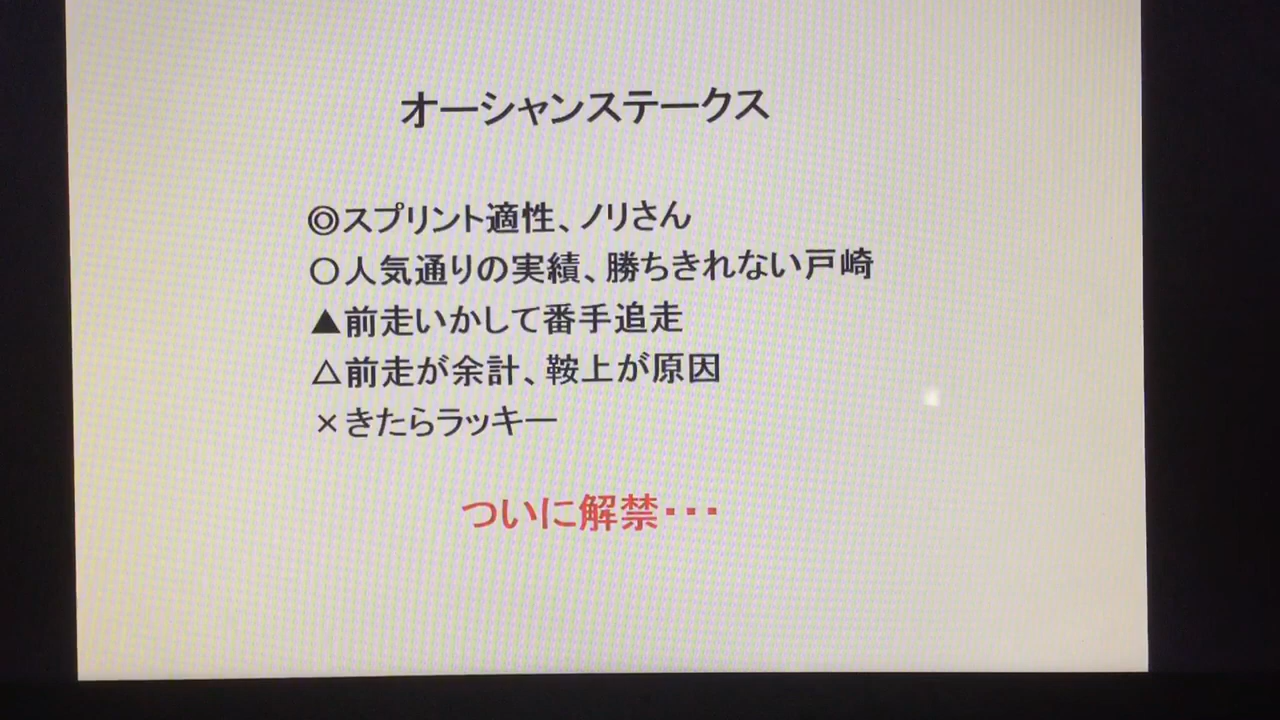 オーシャンステークス
◎スプリント適性、ノリさん
○人気通りの実績、勝ちきれない戸崎
▲前走いかして番手追走
△前走が余計、鞍上が原因
×きたらラッキー
ついに解禁・・・